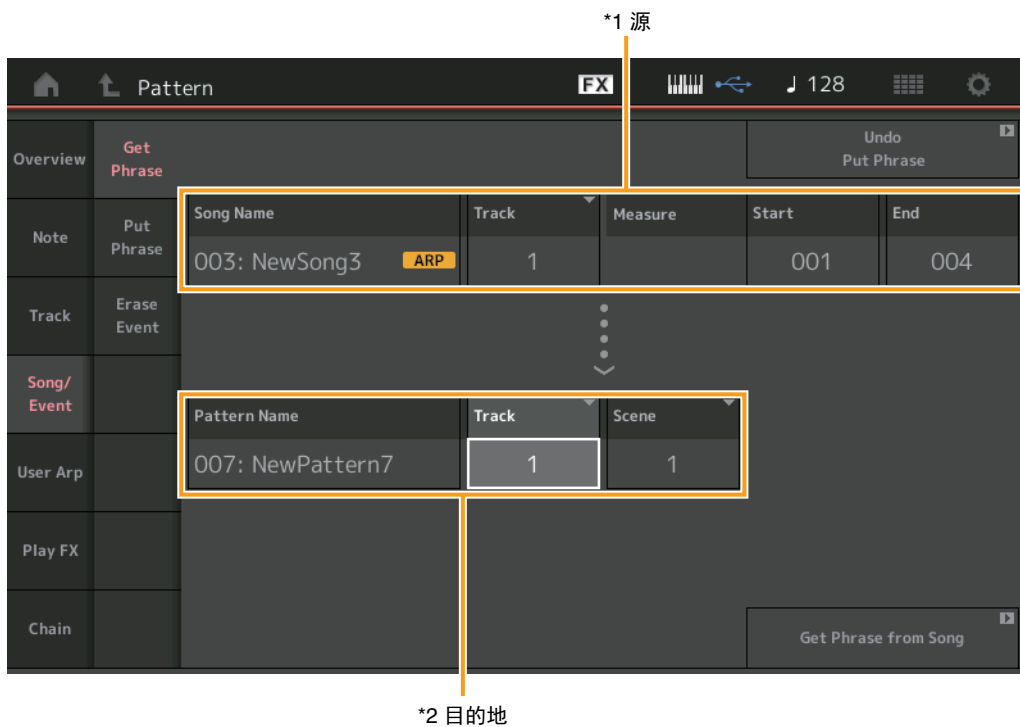 *1 源
Pattern
FX
128
Overview
Get
Phrase
Undo
Put Phrase
Note
Put
Phrase
Song Name
Track
Measure
Start
End
003: NewSong3
ARP
1
001
004
Track
Erase
Event
Song/
Event
Pattern Name
Track
Scene
007: NewPattern7
1
1
User Arp
Play FX
Chain
Get Phrase from Song
*2 目的地